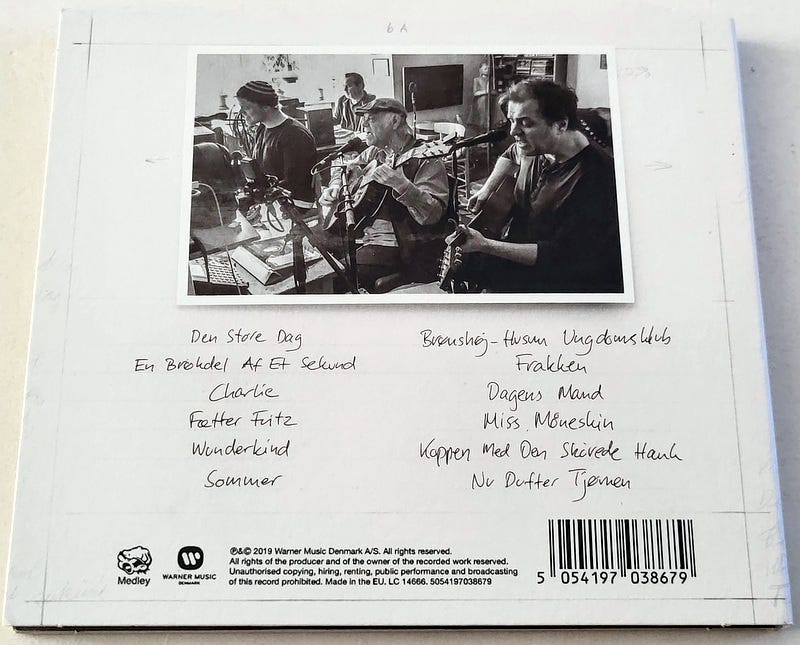 6 A
Den Store Dag
En Brøkdel Af Et Sekund
Charlie
Fætter Fritz
Wunderkind
Sommer
Brønshøj-Husum Ungdomsklub
Frakken
Dagens Mand
Miss Måneskin
Koppen Med Den Skårede Hank
Nu Dufter Tjørnen
Medley
WARNER MUSIC
DENMARK
℗&© 2019 Warner Music Denmark A/S. All rights reserved.
All rights of the producer and of the owner of the recorded work reserved.
Unauthorised copying, hiring, renting, public performance and broadcasting
of this record prohibited. Made in the EU. LC 14666. 5054197038679
5 054197 038679